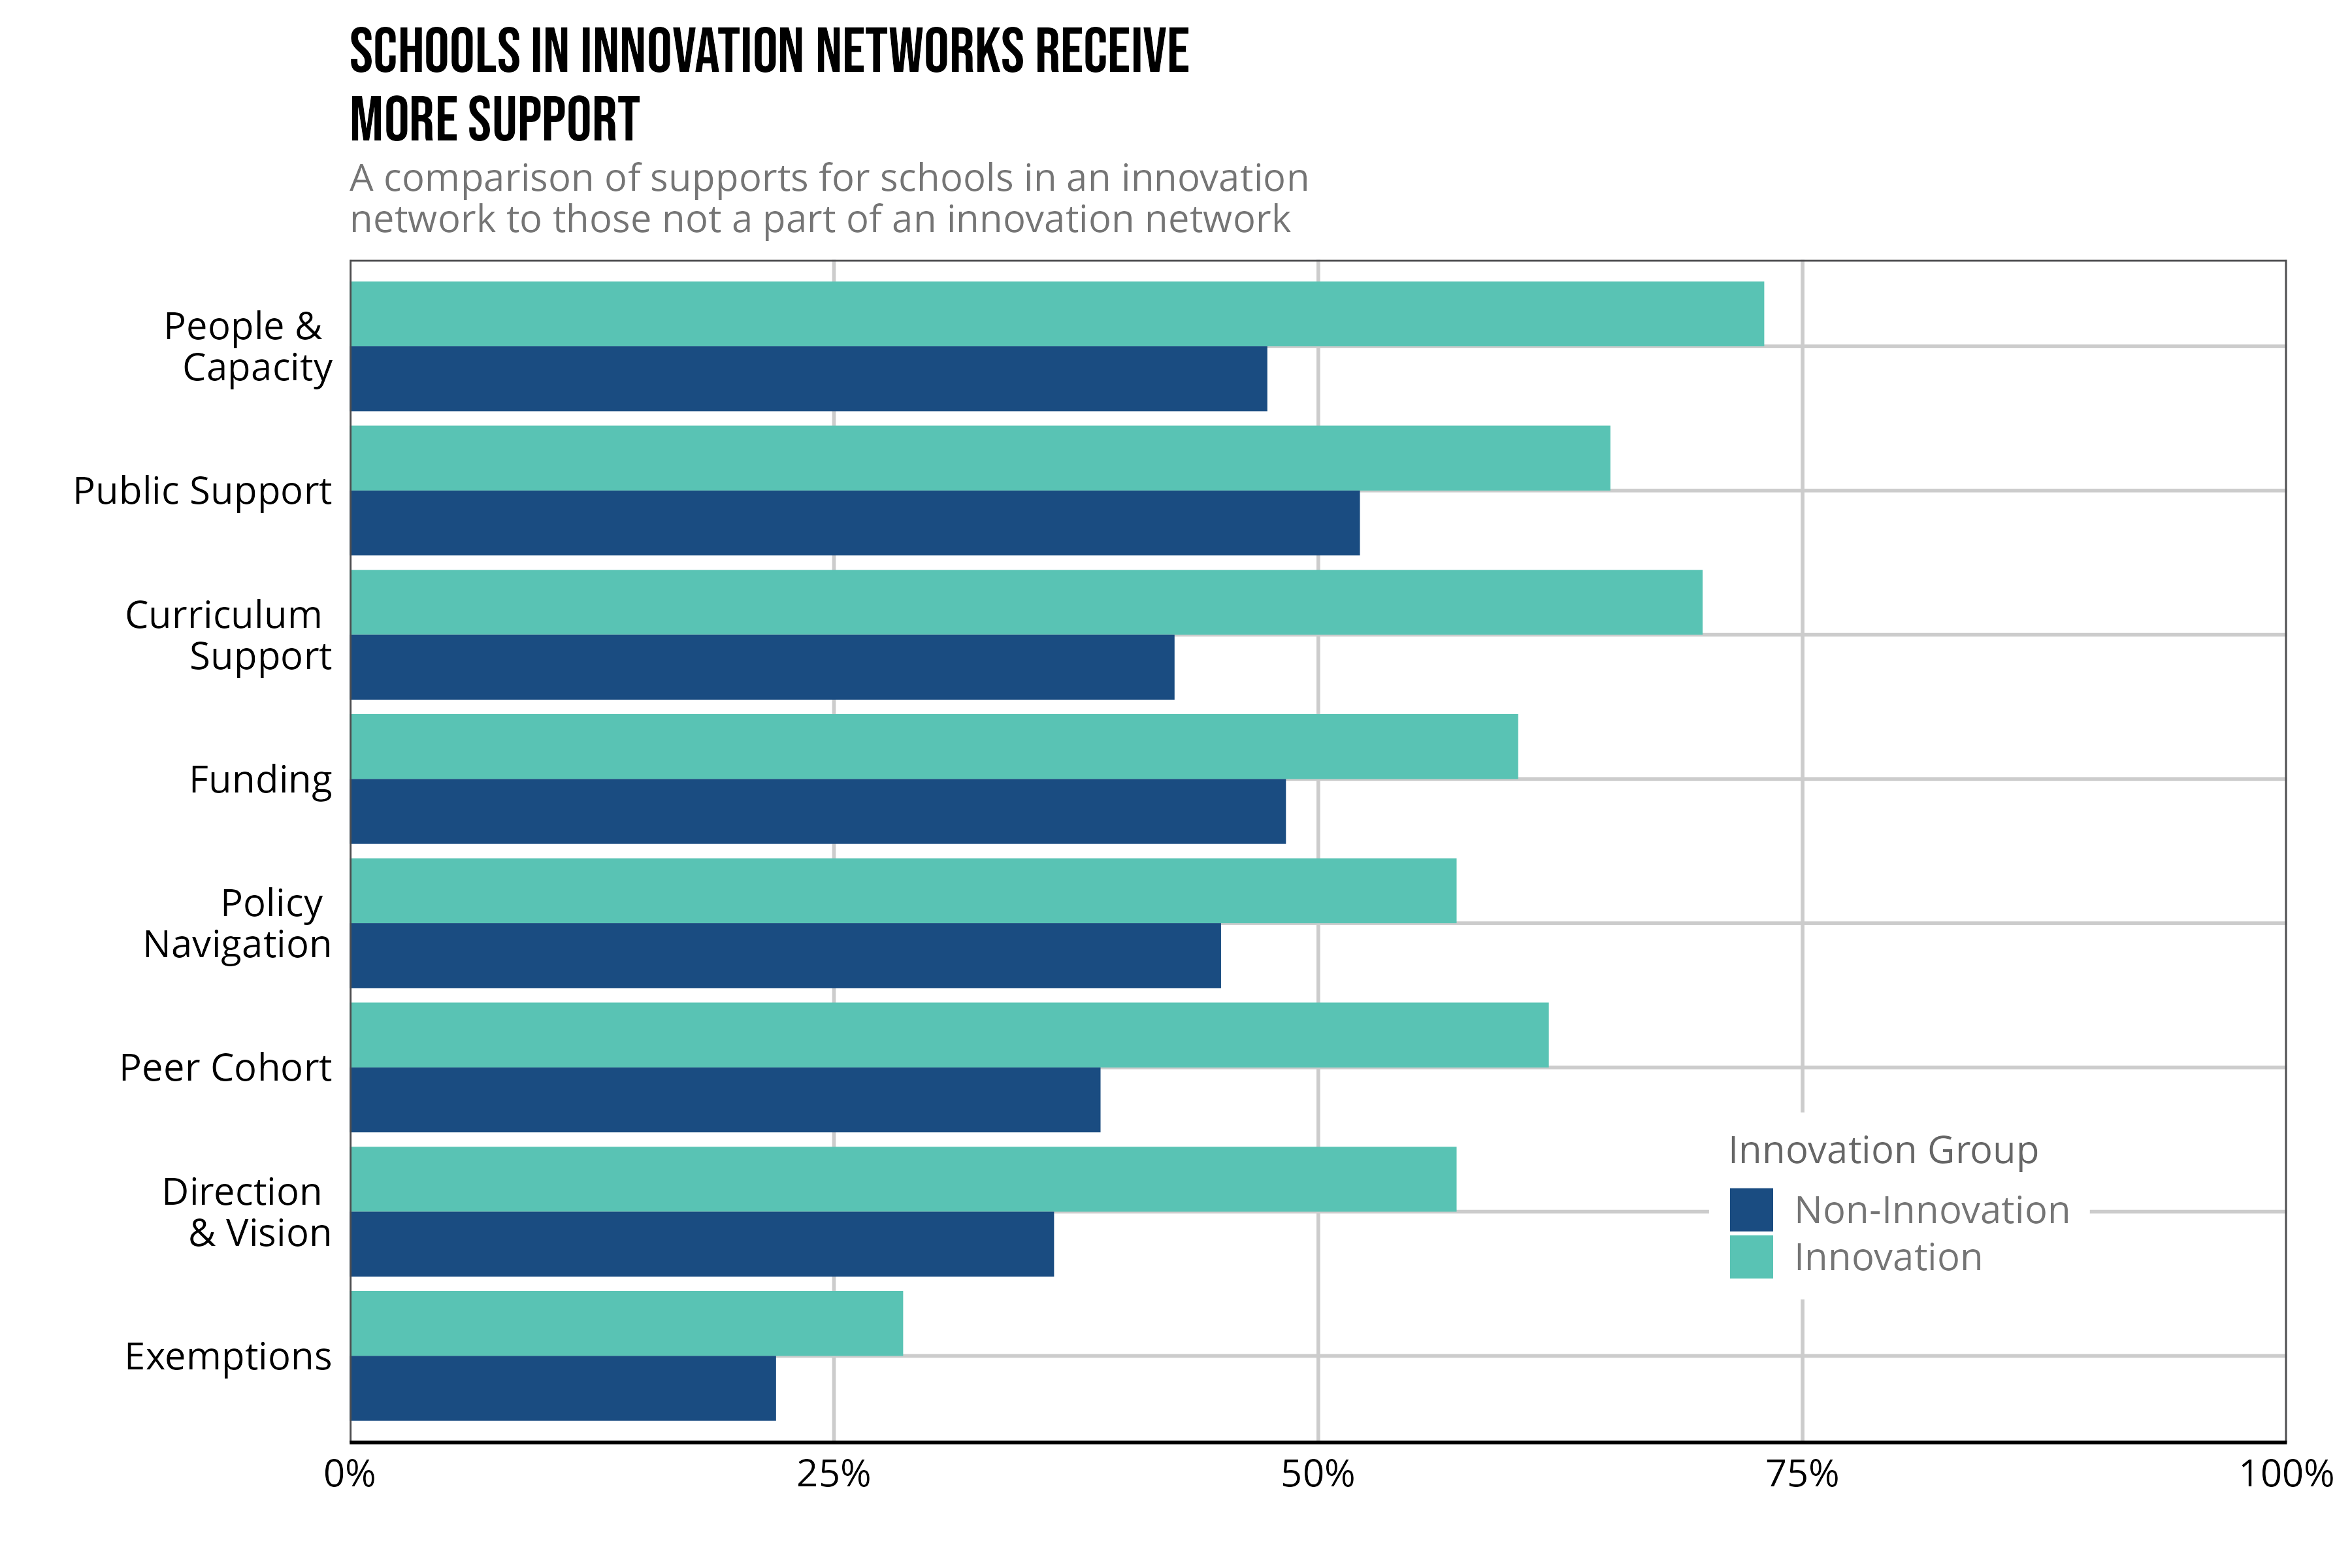 SCHOOLS IN INNOVATION NETWORKS RECEIVE
MORE SUPPORT
A comparison of supports for schools in an innovation
network to those not a part of an innovation network
People &
Capacity
Public Support
Curriculum
Support
Funding
Policy
Navigation
Peer Cohort
Direction
& Vision
Exemptions
Innovation Group
Non-Innovation
Innovation
0%
25%
50%
75%
100%